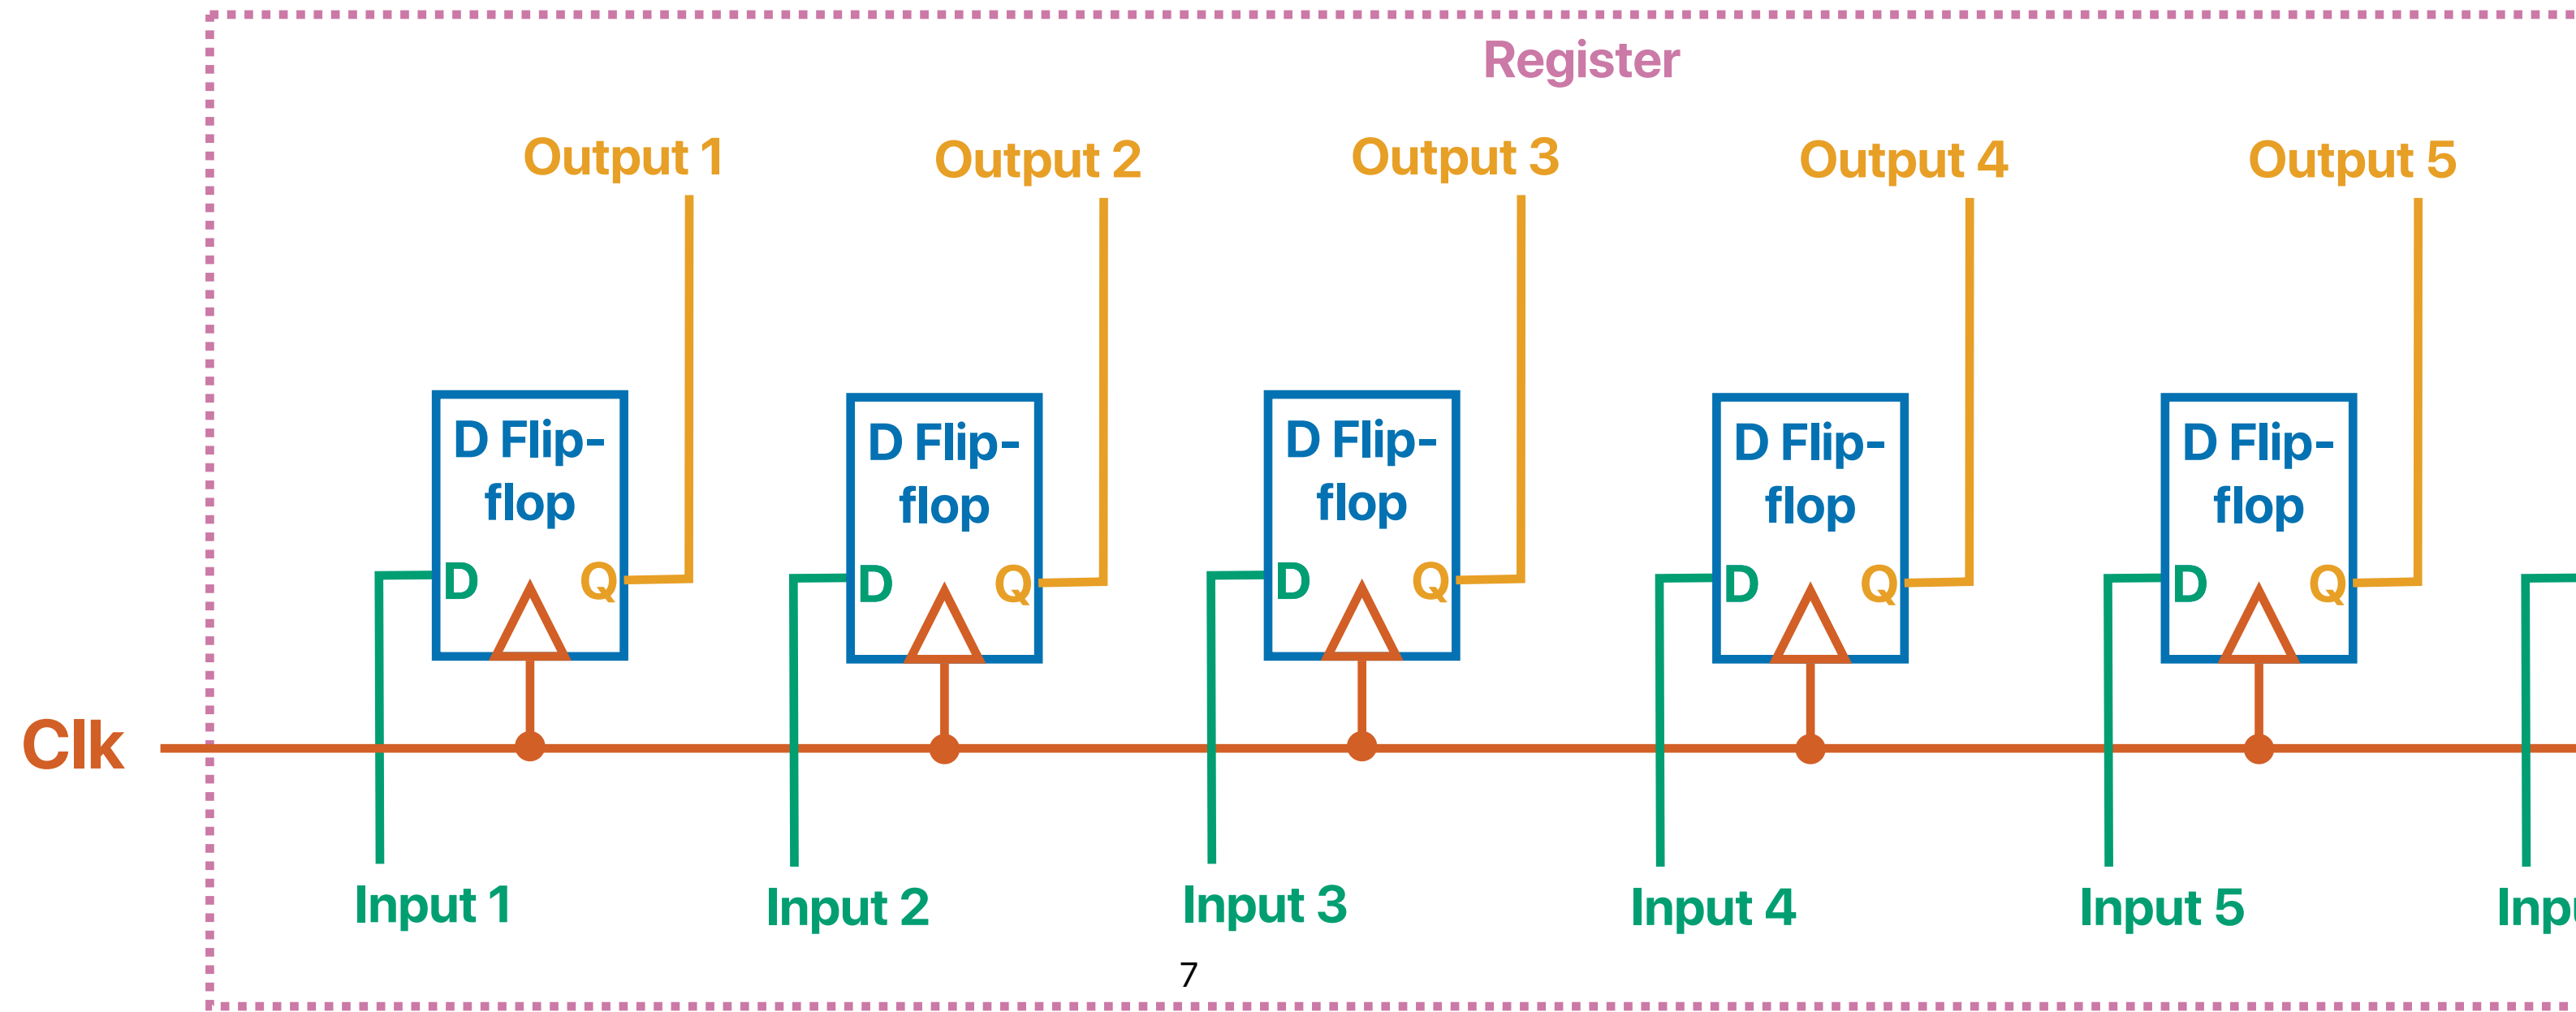 Register
Output 1
Output 2
Output 3
Output 4
Output 5
D Flip-
flop
D
Q
D Flip-
flop
D
Q
D Flip-
flop
D
Q
D Flip-
flop
D
Q
D Flip-
flop
D
Q
Clk
Input 1
Input 2
Input 3
Input 4
Input 5
7